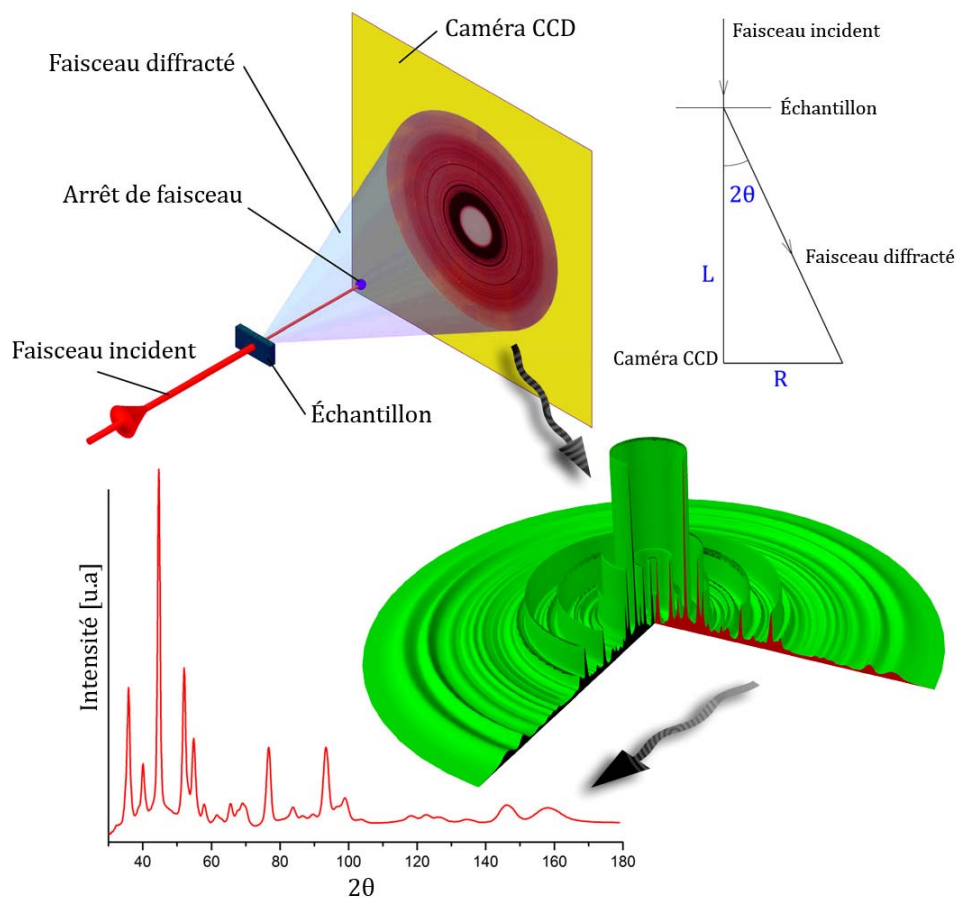 Caméra CCD
Faisceau diffracté
Arrêt de faisceau
Faisceau incident
Échantillon
Faisceau incident
Échantillon
2θ
Faisceau diffracté
L
Caméra CCD
R
Intensité [u.a]
40 60 80 100 120 140 160 180
2θ